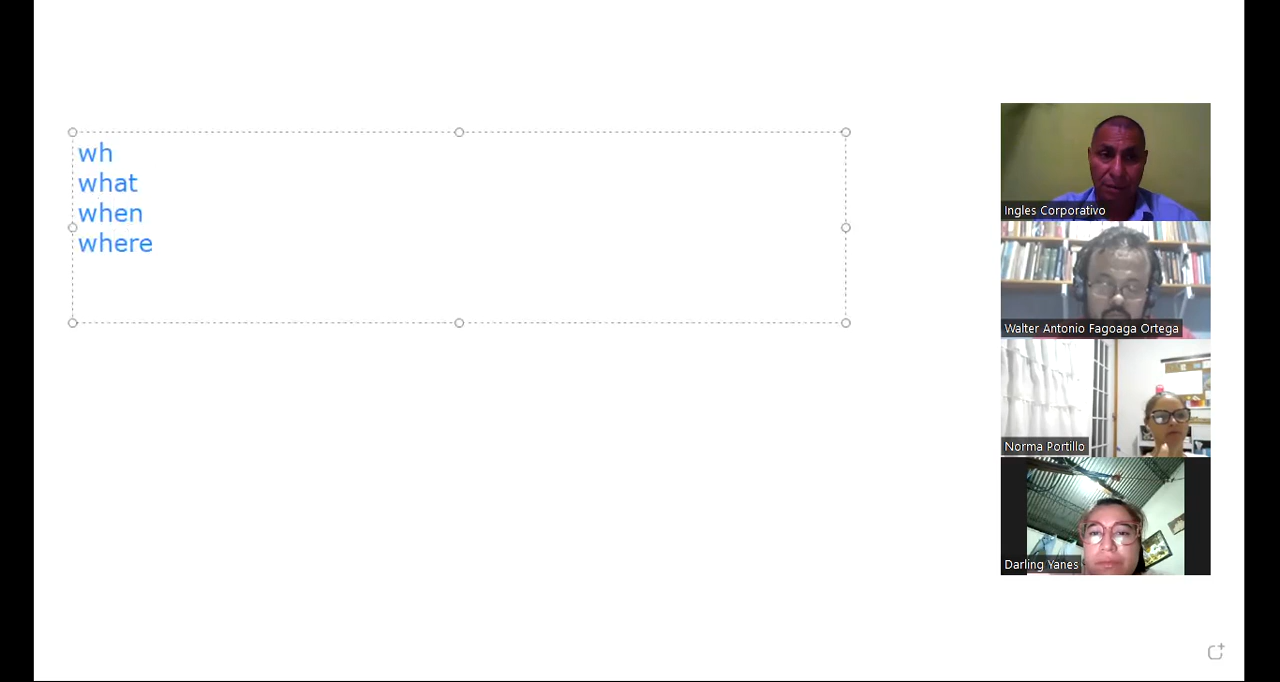 wh
what
when
where
Ingles Corporativo
Walter Antonio Fagoaga Ortega
Norma Portillo
Darling Yanes